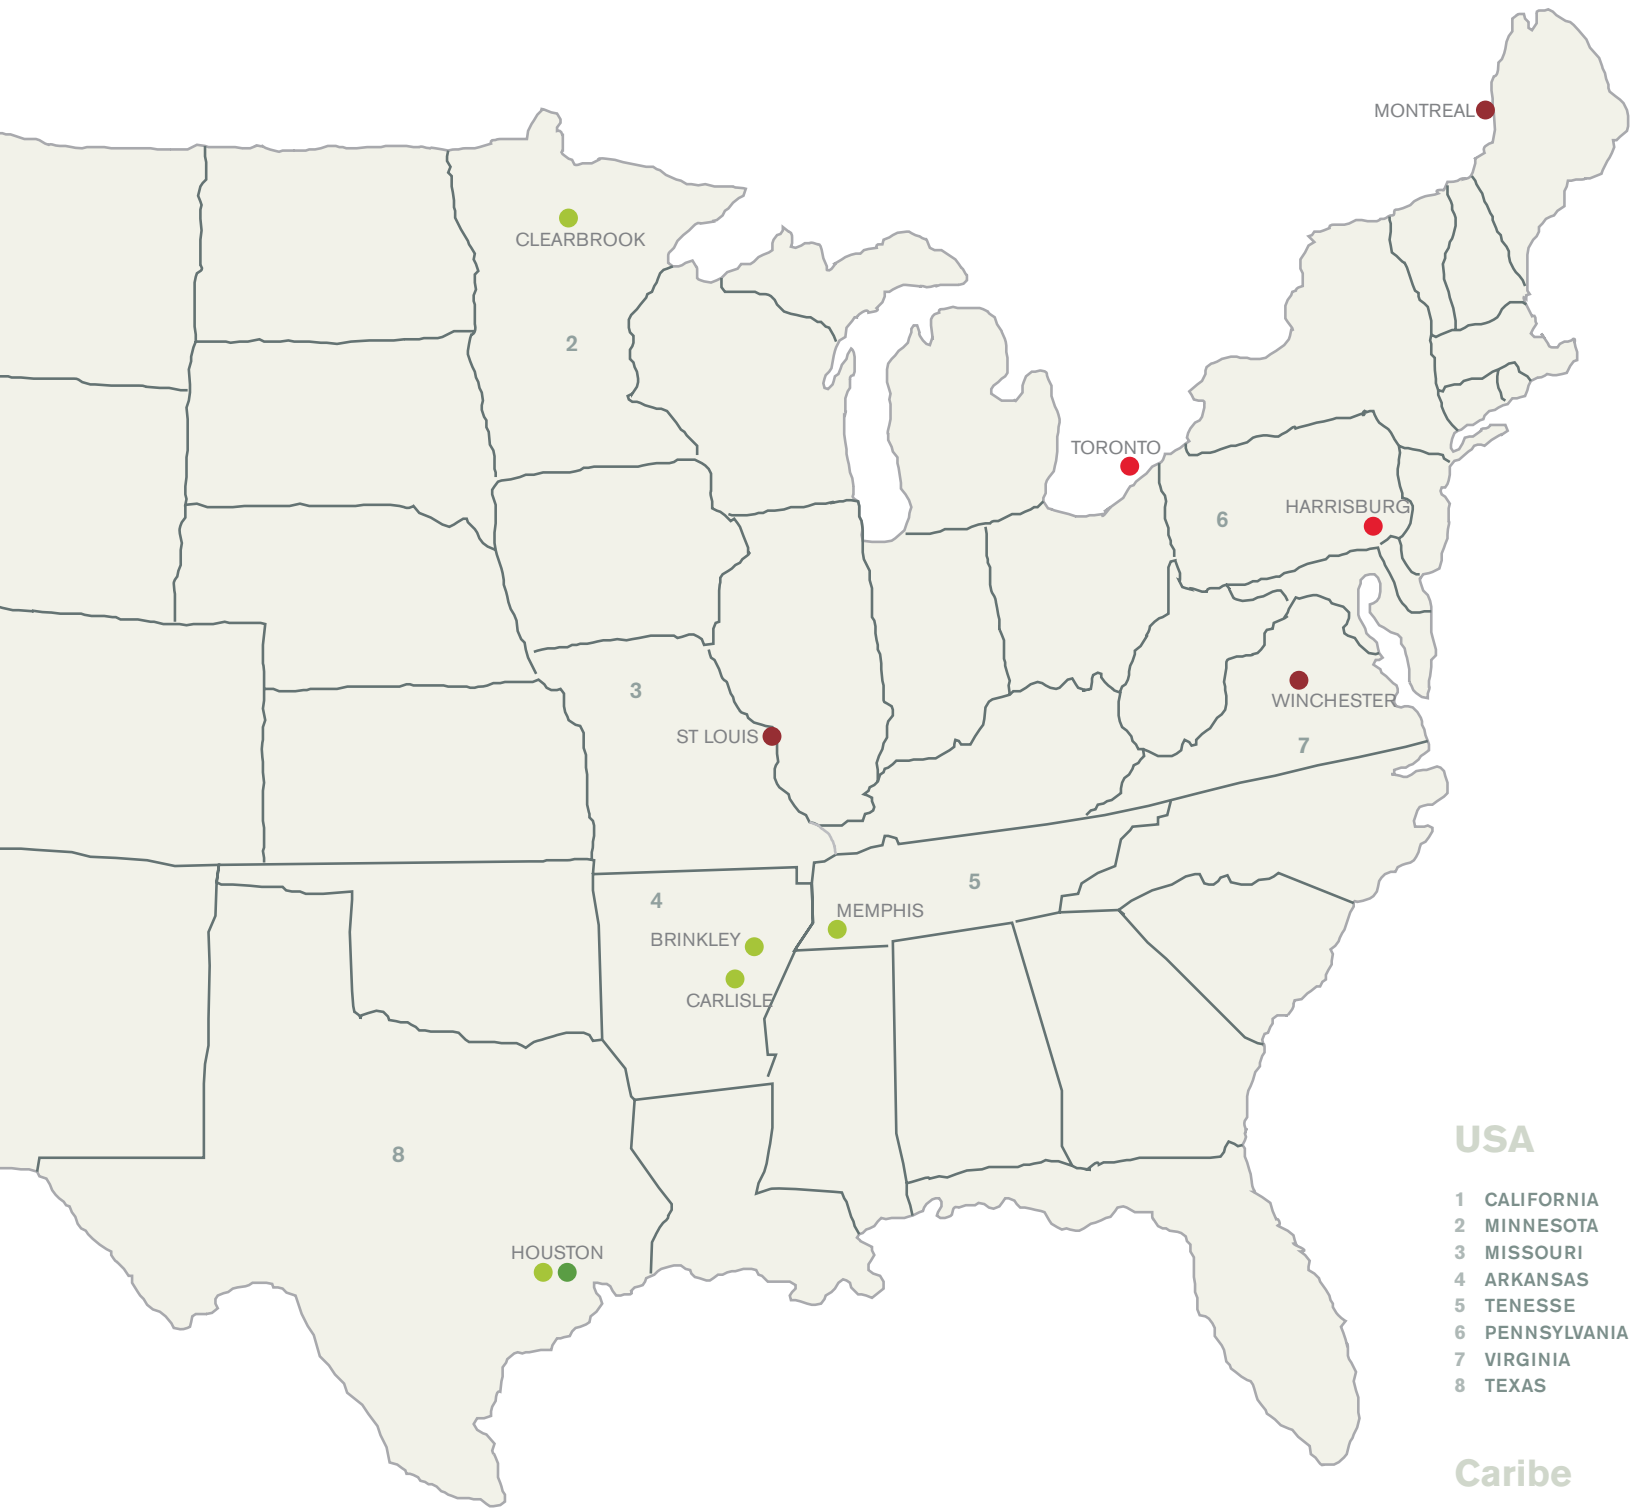 MONTREAL
CLEARBROOK
2
TORONTO
HARRISBURG
6
3
WINCHESTER
ST LOUIS
7
5
4
MEMPHIS
BRINKLEY
CARLISLE
8
HOUSTON
USA
1 CALIFORNIA
2 MINNESOTA
3 MISSOURI
4 ARKANSAS
5 TENESSE
6 PENNSYLVANIA
7 VIRGINIA
8 TEXAS
Caribe